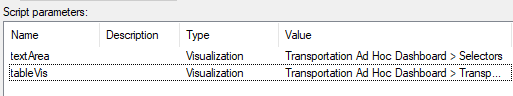 Script parameters:
Name Description Type Value
textArea Visualization Transportation Ad Hoc Dashboard > Selectors
tableVis Visualization Transportation Ad Hoc Dashboard > Transp...